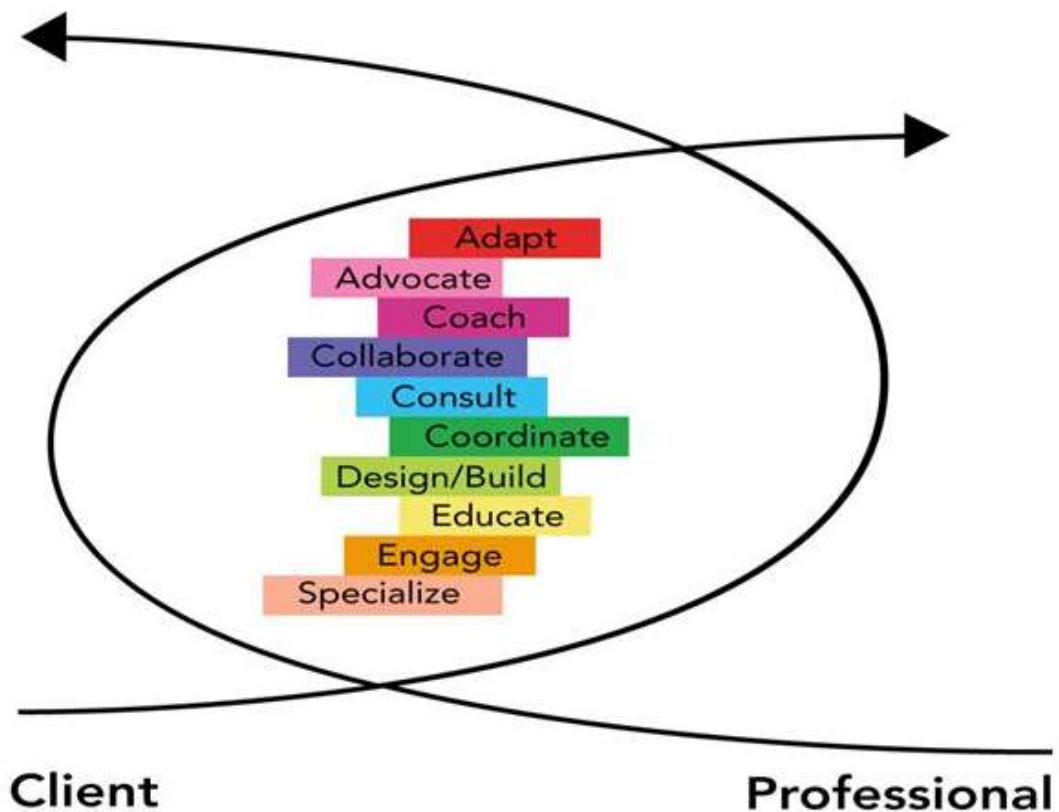 Adapt
Advocate
Coach
Collaborate
Consult
Coordinate
Design/Build
Educate
Engage
Specialize
Client
Professional